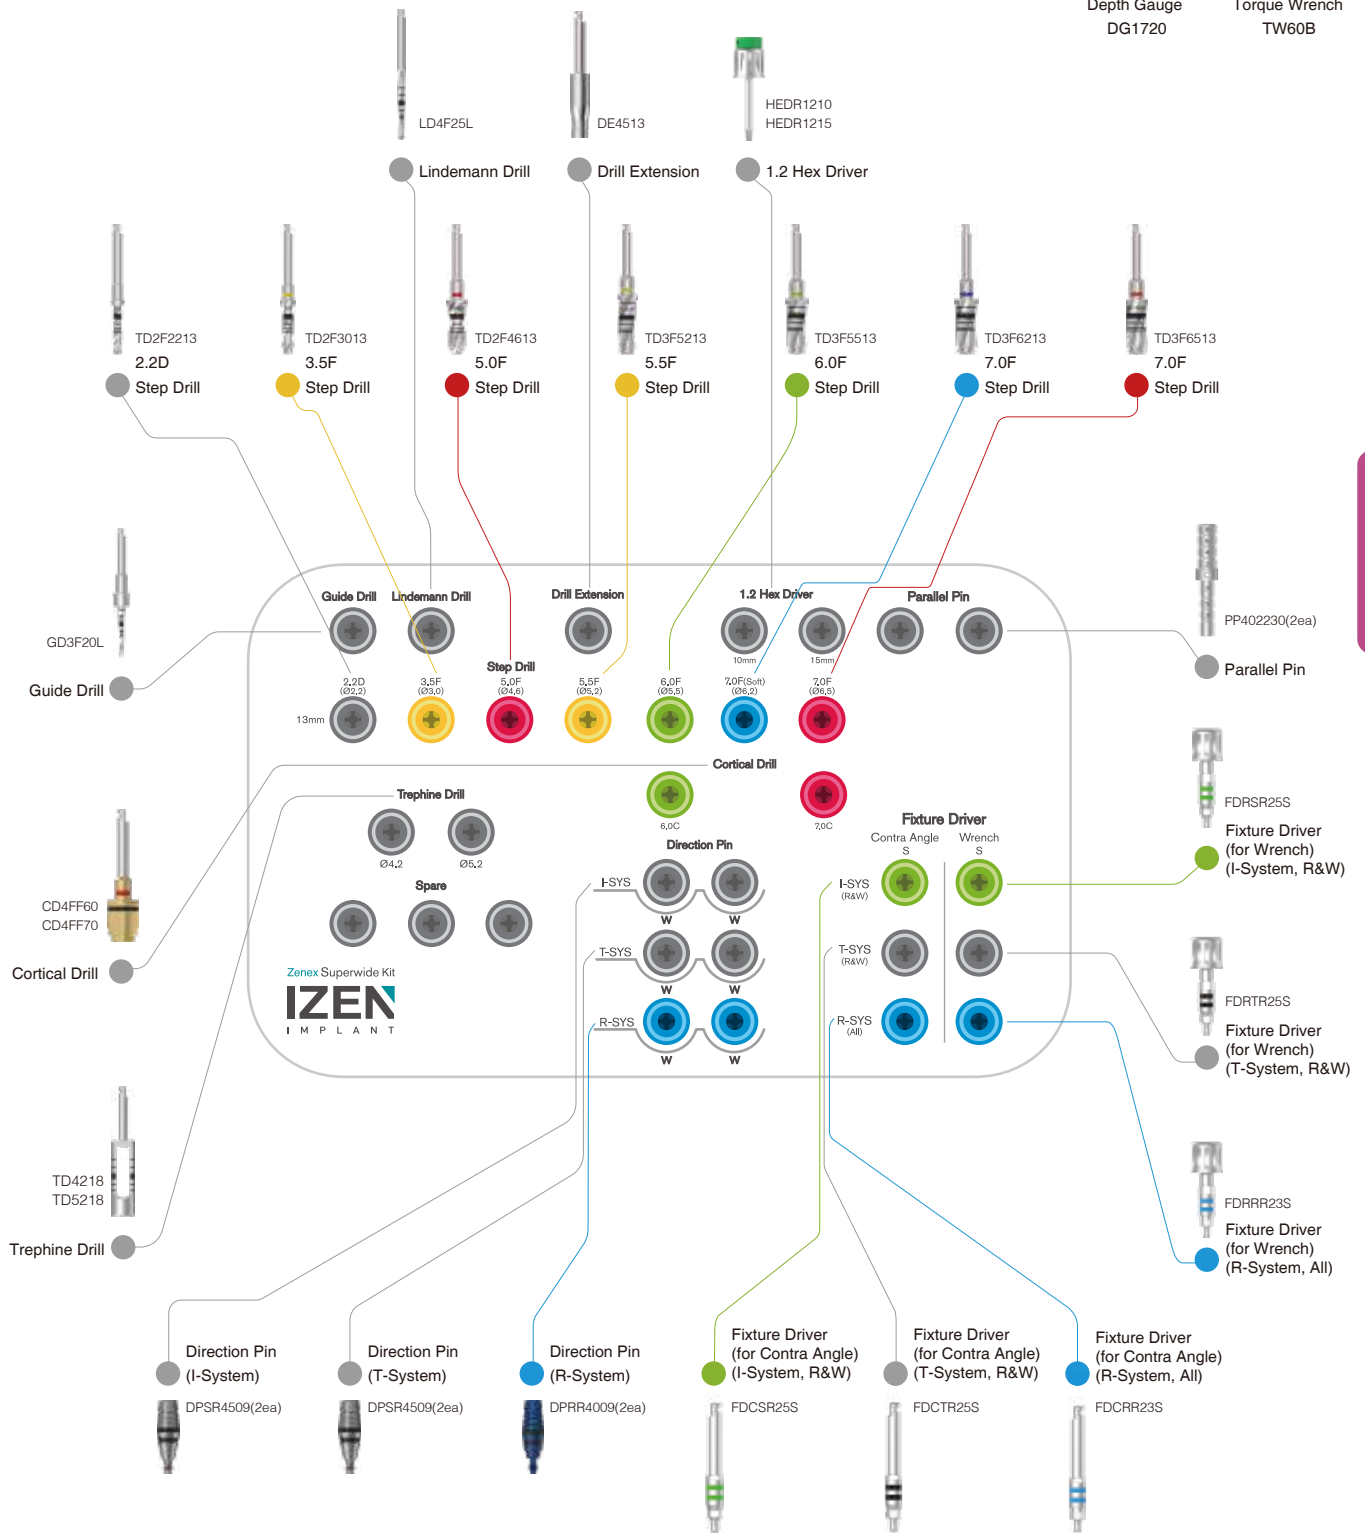 Depth Gauge
DG1720
Torque Wrench
TW60B
LD4F25L
Lindemann Drill
DE4513
Drill Extension
HEDR1210
HEDR1215
1.2 Hex Driver
TD2F2213
2.2D
Step Drill
TD2F3013
3.5F
Step Drill
TD2F4613
5.0F
Step Drill
TD3F5213
5.5F
Step Drill
TD3F5513
6.0F
Step Drill
TD3F6213
7.0F
Step Drill
TD3F6513
7.0F
Step Drill
GD3F20L
Guide Drill
PP402230(2ea)
Parallel Pin
Guide Drill
Lindemann Drill
Drill Extension
1.2 Hex Driver
10mm
15mm
Parallel Pin
Step Drill
13mm
2.2D
(Ø2.2)
3.5F
(Ø3.0)
5.0F
(Ø4.6)
5.5F
(Ø5.2)
6.0F
(Ø5.5)
7.0F(Soft)
(Ø6.2)
7.0F
(Ø6.5)
Cortical Drill
6.0C
7.0C
Trephine Drill
Ø4.2
Ø5.2
Spare
Direction Pin
I-SYS
W
W
T-SYS
W
W
R-SYS
W
W
Fixture Driver
Contra Angle
S
Wrench
S
I-SYS
(R&W)
T-SYS
(R&W)
R-SYS
(All)
Zenex Superwide Kit
IZEN
IMPLANT
CD4FF60
CD4FF70
Cortical Drill
TD4218
TD5218
Trephine Drill
FDRSR25S
Fixture Driver
(for Wrench)
(I-System, R&W)
FDRTR25S
Fixture Driver
(for Wrench)
(T-System, R&W)
FDRRR23S
Fixture Driver
(for Wrench)
(R-System, All)
Direction Pin
(I-System)
DPSR4509(2ea)
Direction Pin
(T-System)
DPSR4509(2ea)
Direction Pin
(R-System)
DPRR4009(2ea)
Fixture Driver
(for Contra Angle)
(I-System, R&W)
FDCSR25S
Fixture Driver
(for Contra Angle)
(T-System, R&W)
FDCTR25S
Fixture Driver
(for Contra Angle)
(R-System, All)
FDCRR23S